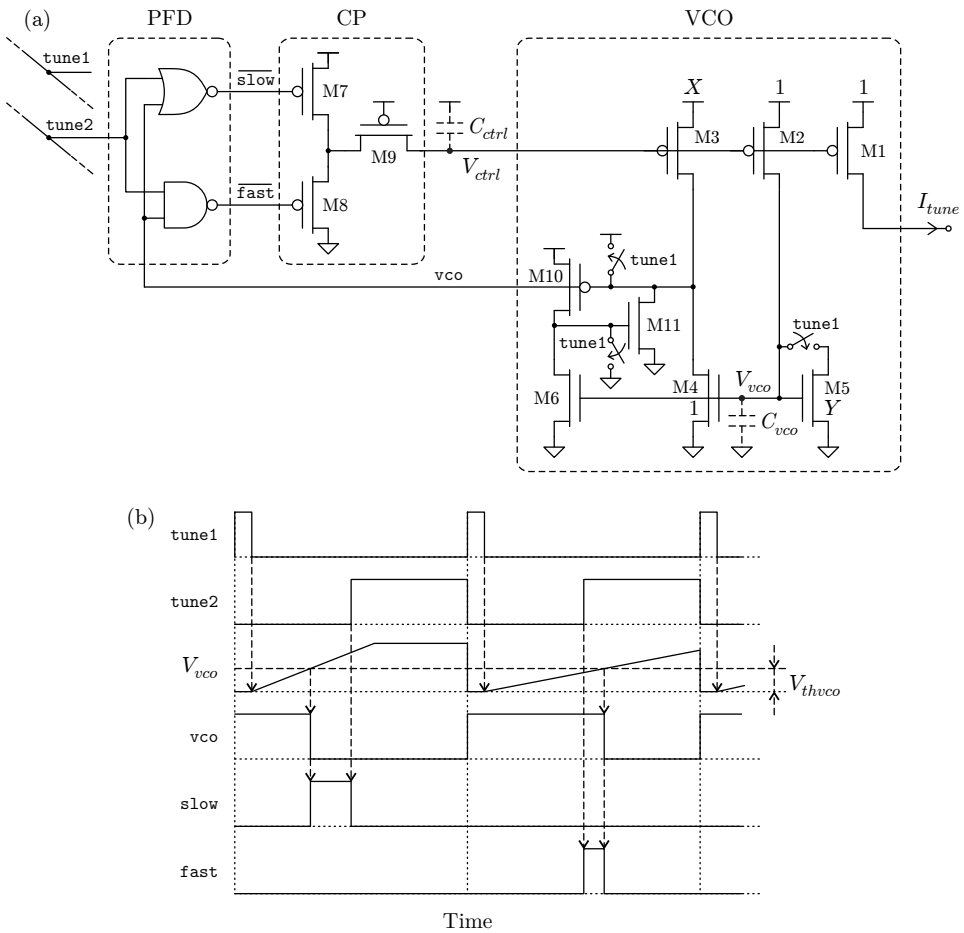 (a)
PFD
CP
VCO
tune1
slow
M7
X
1
1
tune2
C_ctrl
M3
M2
M1
M9
V_ctrl
fast
M8
I_tune
tune1
vco
M10
M11
tune1
tune1
M6
M4
V_vco
M5
1
C_vco
Y
(b)
tune1
tune2
V_vco
V_thvco
vco
slow
fast
Time